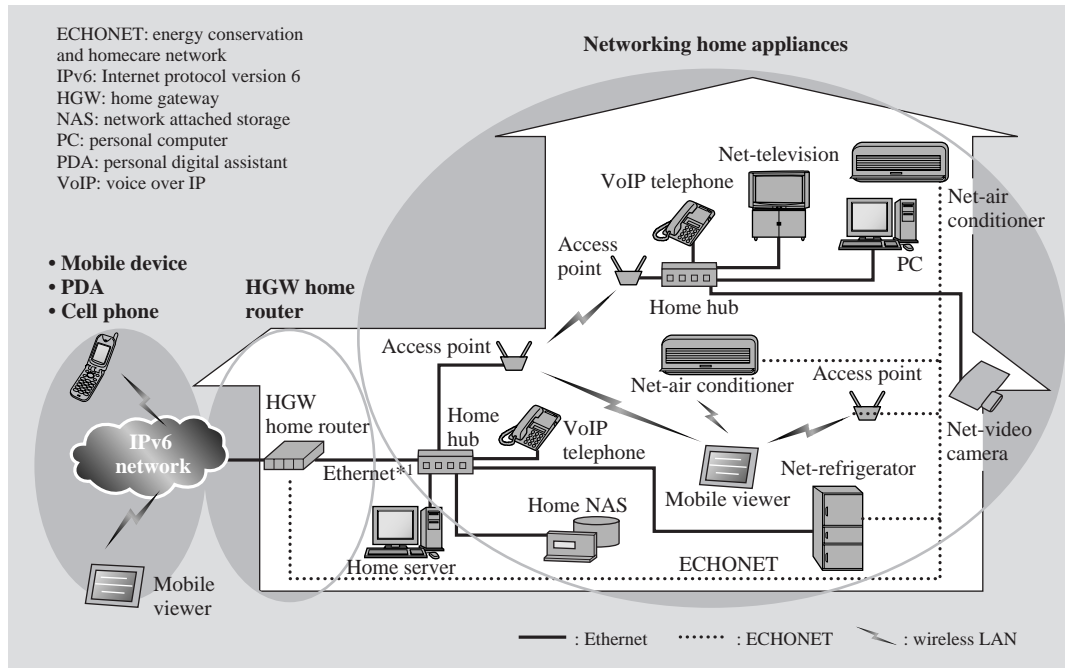 ECHONET: energy conservation
and homecare network
IPv6: Internet protocol version 6
HGW: home gateway
NAS: network attached storage
PC: personal computer
PDA: personal digital assistant
VoIP: voice over IP
Networking home appliances
Net-television
VoIP telephone
Net-air
conditioner
Access
point
PC
Home hub
• Mobile device
• PDA
• Cell phone
HGW home
router
Access point
Net-air conditioner
Access point
HGW
home router
Home
hub
VoIP
telephone
IPv6
network
Ethernet*1
Mobile viewer
Net-refrigerator
Net-video
camera
Home NAS
Home server
ECHONET
Mobile
viewer
: Ethernet
: ECHONET
: wireless LAN